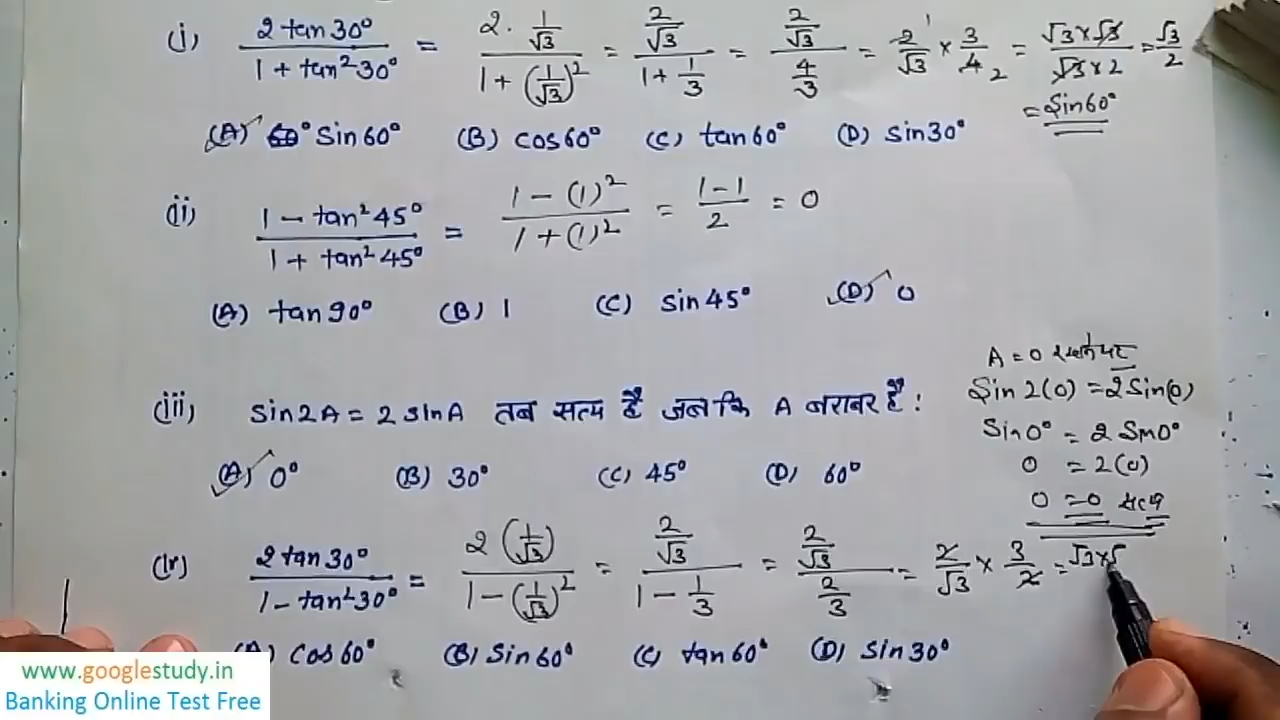 (i) 2 tan 30° / 1 + tan² 30° = 2 · 1/√3 / 1 + (1/√3)² = 2/√3 / 1 + 1/3 = 2/√3 / 4/3 = 2/√3 × 3/4 2 = √3 × √3 / √3 × 2 = √3/2
= Sin 60°
(A) sin 60° (B) cos 60° (C) tan 60° (D) sin 30°
(ii) 1 - tan² 45° / 1 + tan² 45° = 1 - (1)² / 1 + (1)² = 1 - 1 / 2 = 0
(A) tan 90° (B) 1 (C) sin 45° (D) 0
A = 0
(iii) sin 2A = 2 sin A तब सत्य है जबकि A बराबर है :
Sin 2(0) = 2 Sin(0)
Sin 0° = 2 Sin 0°
0 = 2(0)
0 = 0 सत्य
(A) 0° (B) 30° (C) 45° (D) 60°
(iv) 2 tan 30° / 1 - tan² 30° = 2 (1/√3) / 1 - (1/√3)² = 2/√3 / 1 - 1/3 = 2/√3 / 2/3 = 2/√3 × 3/2 = √3 × √
(A) cos 60° (B) Sin 60° (C) tan 60° (D) Sin 30°
www.googlestudy.in
Banking Online Test Free